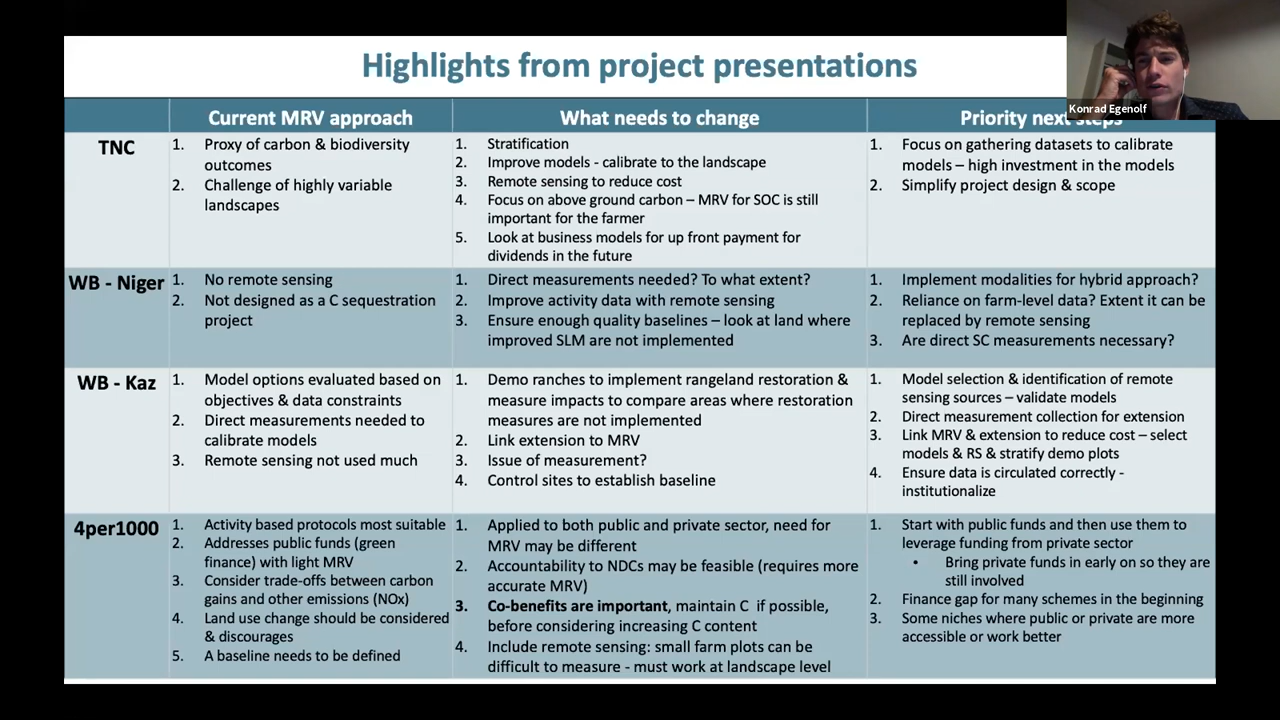 Highlights from project presentations
Konrad Egenolf
Current MRV approach
What needs to change
Priority next steps
TNC
1. Proxy of carbon & biodiversity
outcomes
2. Challenge of highly variable
landscapes
1. Stratification
2. Improve models - calibrate to the landscape
3. Remote sensing to reduce cost
4. Focus on above ground carbon – MRV for SOC is still
important for the farmer
5. Look at business models for up front payment for
dividends in the future
1. Focus on gathering datasets to calibrate
models – high investment in the models
2. Simplify project design & scope
WB - Niger
1. No remote sensing
2. Not designed as a C sequestration
project
1. Direct measurements needed? To what extent?
2. Improve activity data with remote sensing
3. Ensure enough quality baselines – look at land where
improved SLM are not implemented
1. Implement modalities for hybrid approach?
2. Reliance on farm-level data? Extent it can be
replaced by remote sensing
3. Are direct SC measurements necessary?
WB - Kaz
1. Model options evaluated based on
objectives & data constraints
2. Direct measurements needed to
calibrate models
3. Remote sensing not used much
1. Demo ranches to implement rangeland restoration &
measure impacts to compare areas where restoration
measures are not implemented
2. Link extension to MRV
3. Issue of measurement?
4. Control sites to establish baseline
1. Model selection & identification of remote
sensing sources – validate models
2. Direct measurement collection for extension
3. Link MRV & extension to reduce cost – select
models & RS & stratify demo plots
4. Ensure data is circulated correctly -
institutionalize
4per1000
1. Activity based protocols most suitable
2. Addresses public funds (green
finance) with light MRV
3. Consider trade-offs between carbon
gains and other emissions (NOx)
4. Land use change should be considered
& discourages
5. A baseline needs to be defined
1. Applied to both public and private sector, need for
MRV may be different
2. Accountability to NDCs may be feasible (requires more
accurate MRV)
3. Co-benefits are important, maintain C if possible,
before considering increasing C content
4. Include remote sensing: small farm plots can be
difficult to measure - must work at landscape level
1. Start with public funds and then use them to
leverage funding from private sector
• Bring private funds in early on so they are
still involved
2. Finance gap for many schemes in the beginning
3. Some niches where public or private are more
accessible or work better